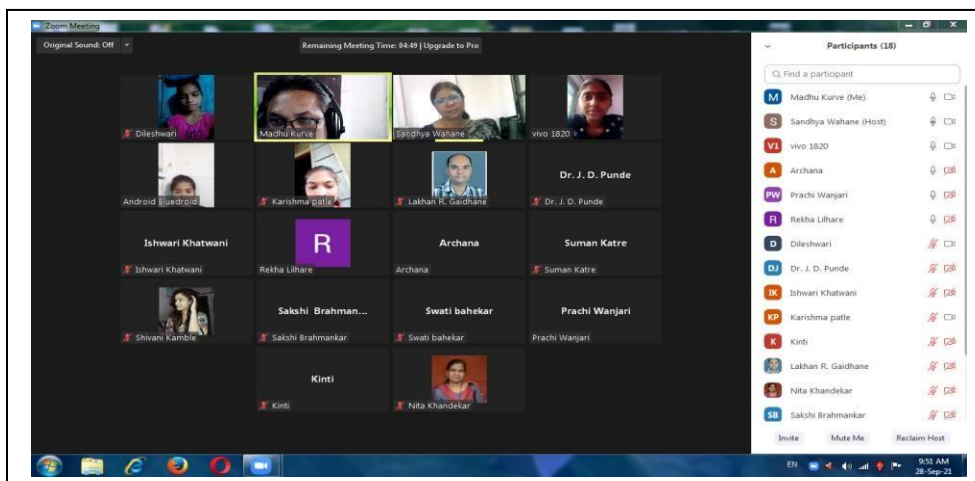 Zoom Meeting
Original Sound: Off
Remaining Meeting Time: 04:49 | Upgrade to Pro
Dileshwari
Madhu Kurve
Sandhya Wahane
vivo 1820
Android Bluedroid
Karishma patle
Lakhan R. Gaidhane
Dr. J. D. Punde
Dr. J. D. Punde
Ishwari Khatwani
Ishwari Khatwani
R
Rekha Lilhare
Archana
Archana
Suman Katre
Suman Katre
Shivani Kamble
Sakshi Brahman...
Sakshi Brahmankar
Swati bahekar
Swati bahekar
Prachi Wanjari
Prachi Wanjari
Kinti
Kinti
Nita Khandekar
Participants (18)
Find a participant
M Madhu Kurve (Me)
S Sandhya Wahane (Host)
V1 vivo 1820
A Archana
PW Prachi Wanjari
R Rekha Lilhare
D Dileshwari
DJ Dr. J. D. Punde
IK Ishwari Khatwani
KP Karishma patle
K Kinti
Lakhan R. Gaidhane
Nita Khandekar
SB Sakshi Brahmankar
Invite Mute Me Reclaim Host
EN
9:51 AM
28-Sep-21